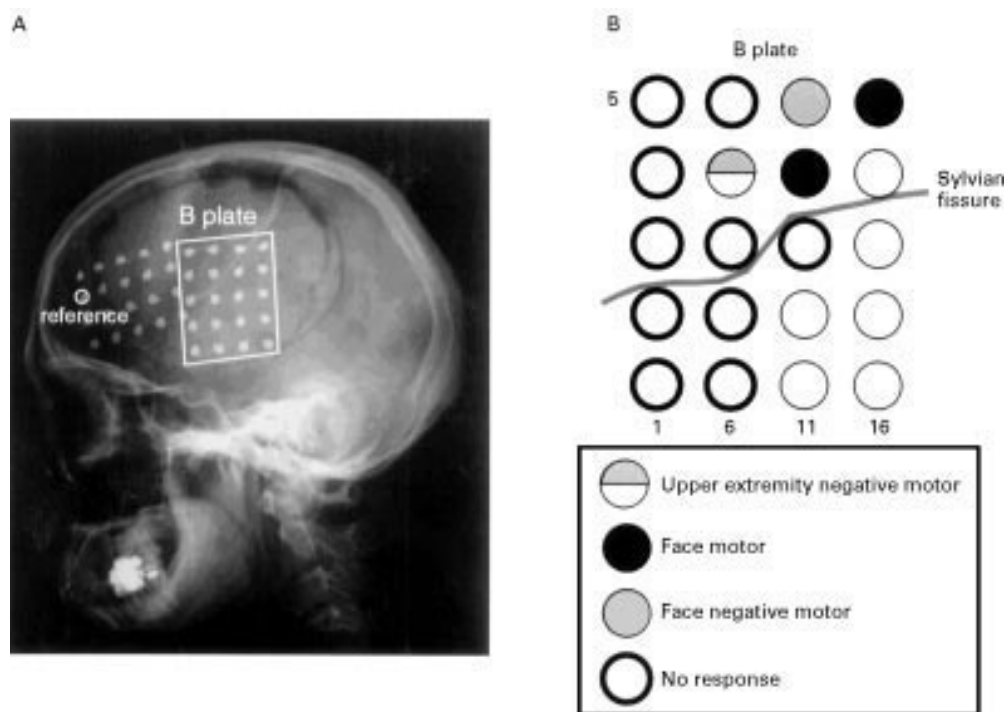 A
B plate
reference
B
B plate
5
Sylvian
fissure
1 6 11 16
Upper extremity negative motor
Face motor
Face negative motor
No response